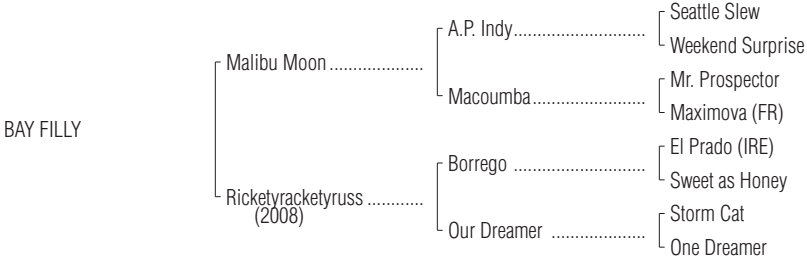 Seattle Slew
A.P. Indy............................
Weekend Surprise
Malibu Moon ....................
Mr. Prospector
Macoumba........................
Maximova (FR)
BAY FILLY
El Prado (IRE)
Borrego ............................
Sweet as Honey
Ricketyracketyruss ............
(2008)
Storm Cat
Our Dreamer ....................
One Dreamer